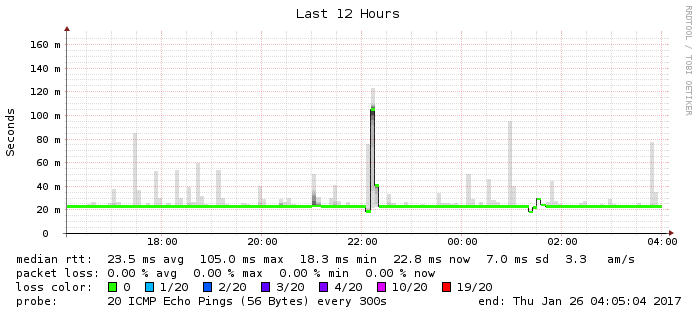 Last 12 Hours
RRDTOOL / TOBI OETIKER
Seconds
160 m
140 m
120 m
100 m
80 m
60 m
40 m
20 m
0
18:00 20:00 22:00 00:00 02:00 04:00
median rtt: 23.5 ms avg 105.0 ms max 18.3 ms min 22.8 ms now 7.0 ms sd 3.3 am/s
packet loss: 0.00 % avg 0.00 % max 0.00 % min 0.00 % now
loss color: 0 1/20 2/20 3/20 4/20 10/20 19/20
probe: 20 ICMP Echo Pings (56 Bytes) every 300s end: Thu Jan 26 04:05:04 2017